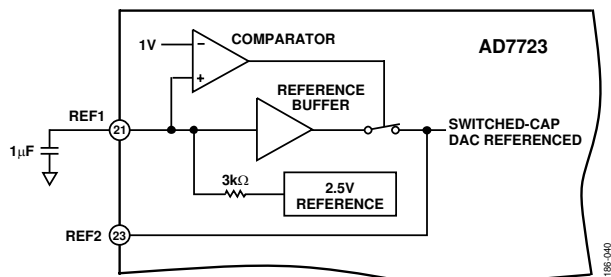 AD7723
COMPARATOR
1V
−
+
REFERENCE
BUFFER
REF1
21
SWITCHED-CAP
DAC REFERENCED
1μF
3kΩ
2.5V
REFERENCE
REF2
23
186-040